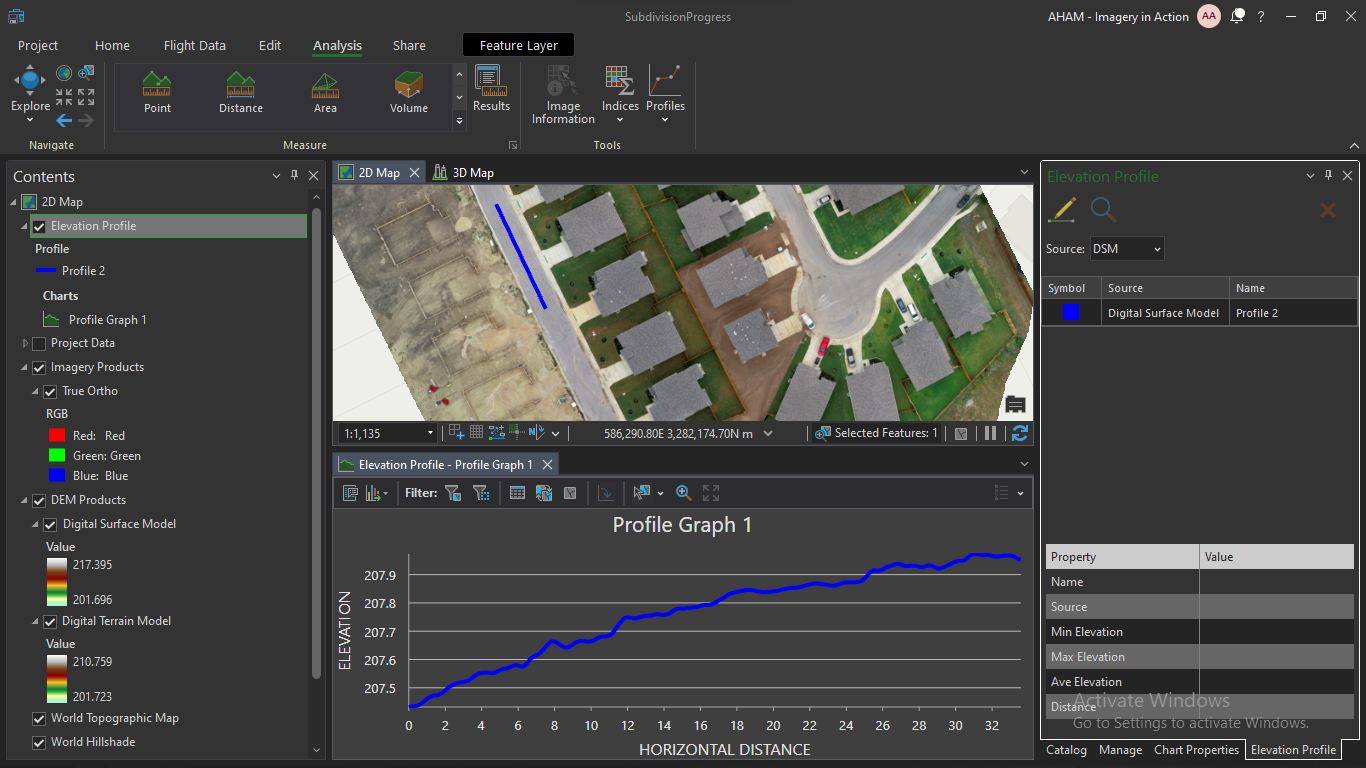 SubdivisionProgress
AHAM - Imagery in Action
AA
?
Project
Home
Flight Data
Edit
Analysis
Share
Feature Layer
Explore
Point
Distance
Area
Volume
Results
Image Information
Indices
Profiles
Navigate
Measure
Tools
Contents
2D Map
Elevation Profile
Profile
Profile 2
Charts
Profile Graph 1
Project Data
Imagery Products
True Ortho
RGB
Red: Red
Green: Green
Blue: Blue
DEM Products
Digital Surface Model
Value
217.395
201.696
Digital Terrain Model
Value
210.759
201.723
World Topographic Map
World Hillshade
2D Map
3D Map
1:1,135
586,290.80E 3,282,174.70N m
Selected Features: 1
Elevation Profile - Profile Graph 1
Filter:
Profile Graph 1
ELEVATION
207.9
207.8
207.7
207.6
207.5
0 2 4 6 8 10 12 14 16 18 20 22 24 26 28 30 32
HORIZONTAL DISTANCE
Elevation Profile
Source: DSM
Symbol Source Name
Digital Surface Model Profile 2
Property Value
Name
Source
Min Elevation
Max Elevation
Ave Elevation
Distance
Activate Windows
Go to Settings to activate Windows.
Catalog Manage Chart Properties Elevation Profile